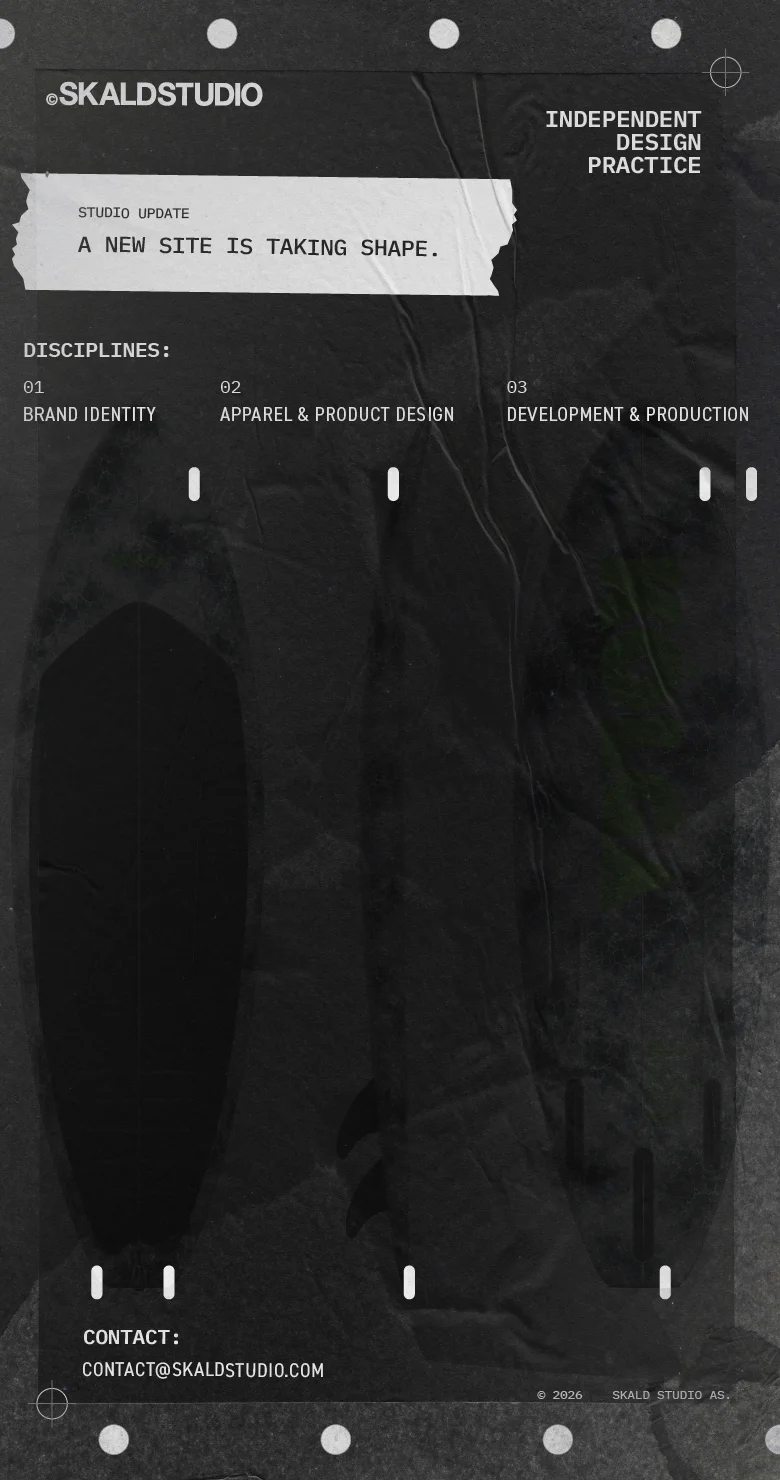 ©SKALDSTUDIO
INDEPENDENT
DESIGN
PRACTICE
STUDIO UPDATE
A NEW SITE IS TAKING SHAPE.
DISCIPLINES:
01
BRAND IDENTITY
02
APPAREL & PRODUCT DESIGN
03
DEVELOPMENT & PRODUCTION
CONTACT:
CONTACT@SKALDSTUDIO.COM
© 2026 SKALD STUDIO AS.